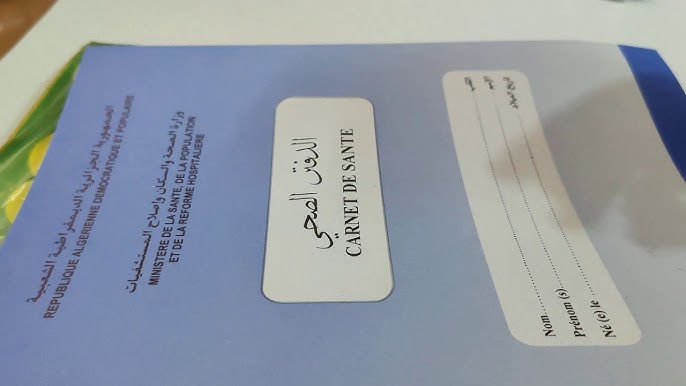 الجمهورية الجزائرية الديمقراطية الشعبية
REPUBLIQUE ALGERIENNE DEMOCRATIQUE ET POPULAIRE
وزارة الصحة والسكان وإصلاح المستشفيات
MINISTERE DE LA SANTE, DE LA POPULATION
ET DE LA REFORME HOSPITALIERE
الدفتر الصحي
CARNET DE SANTE
Nom.......................... اللقب
Prénom (s).......................... الإسم
Né (e) le .......................... تاريخ الميلاد